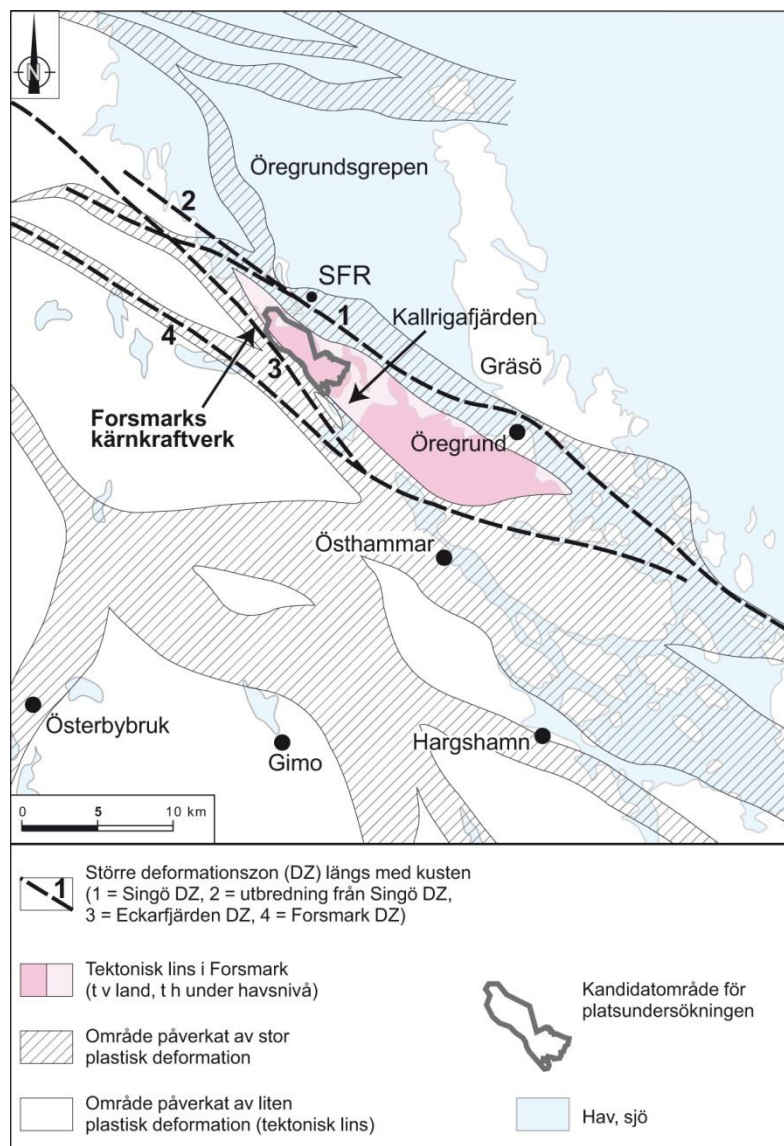 N
Öregrundsgrepen
2
SFR
1
Kallrigafjärden
4
3
Gräsö
Forsmarks
kärnkraftverk
Öregrund
Östhammar
Österbybruk
Gimo
Hargshamn
0 5 10 km
1
Större deformationszon (DZ) längs med kusten
(1 = Singö DZ, 2 = utbredning från Singö DZ,
3 = Eckarfjärden DZ, 4 = Forsmark DZ)
Tektonisk lins i Forsmark
(t v land, t h under havsnivå)
Kandidatområde för
platsundersökningen
Område påverkat av stor
plastisk deformation
Område påverkat av liten
plastisk deformation (tektonisk lins)
Hav, sjö